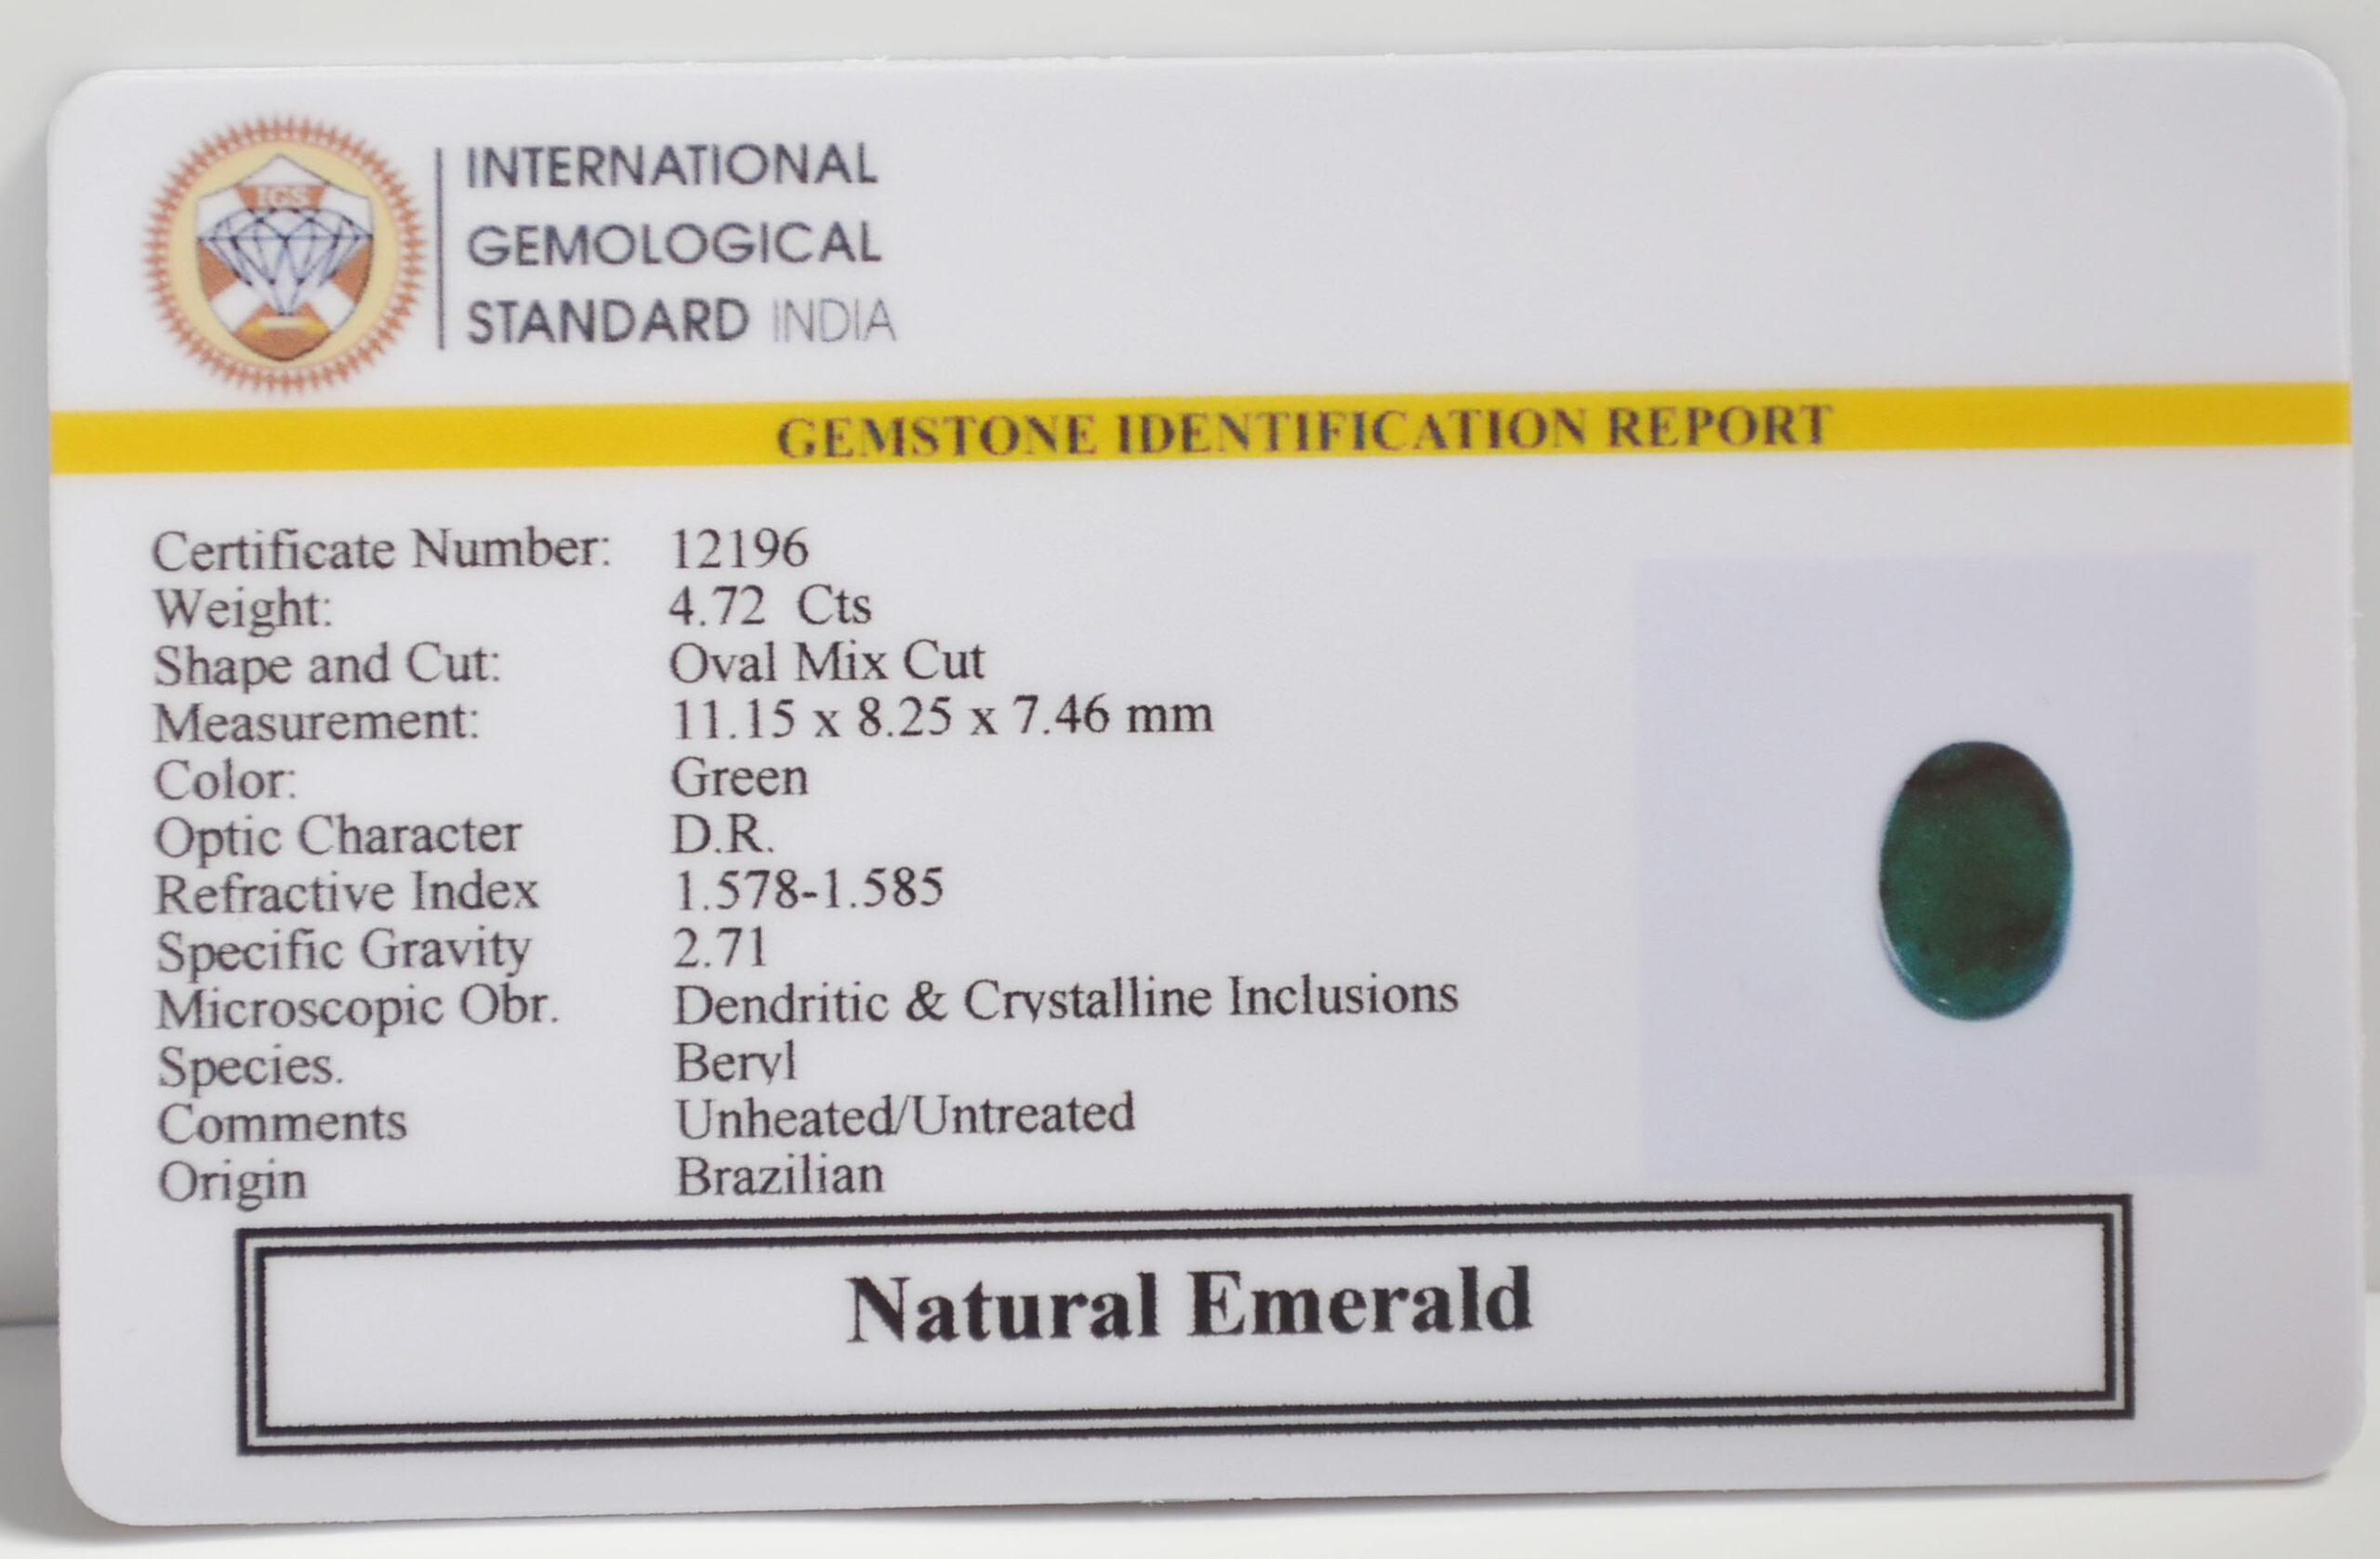 IGS
INTERNATIONAL
GEMOLOGICAL
STANDARD INDIA
GEMSTONE IDENTIFICATION REPORT
Certificate Number: 12196
Weight: 4.72 Cts
Shape and Cut: Oval Mix Cut
Measurement: 11.15 x 8.25 x 7.46 mm
Color: Green
Optic Character D.R.
Refractive Index 1.578-1.585
Specific Gravity 2.71
Microscopic Obr. Dendritic & Crystalline Inclusions
Species. Beryl
Comments Unheated/Untreated
Origin Brazilian
Natural Emerald